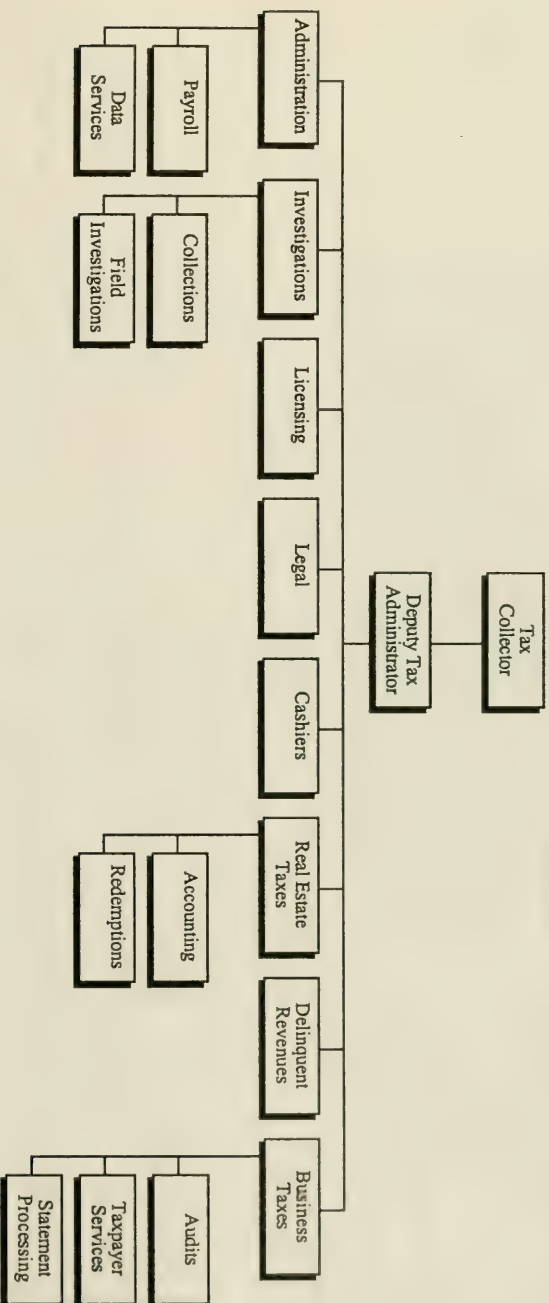 Tax
Collector
Deputy Tax
Administrator
Administration
Payroll
Data
Services
Investigations
Collections
Field
Investigations
Licensing
Legal
Cashiers
Real Estate
Taxes
Accounting
Redemptions
Delinquent
Revenues
Business
Taxes
Audits
Taxpayer
Services
Statement
Processing